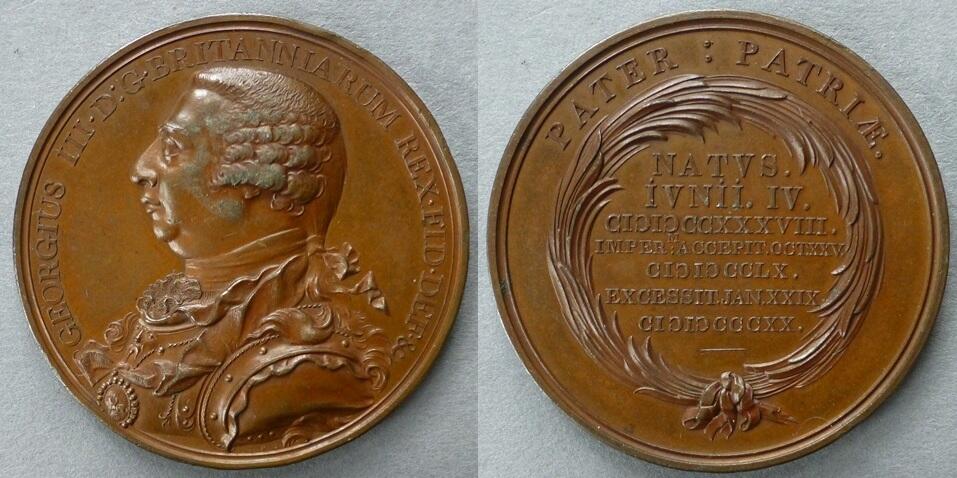 GEORGIUS III·D:G·BRITANNIARUM REX·FID·DEF·&
PATER : PATRIÆ.
NATVS.
IVNII. IV.
CIƆIƆCCXXXVIII.
IMPER: ACCEPIT. OCT.XXV
CIƆIƆCCLX.
EXCESSIT. JAN. XXIX
CIƆIƆCCCXX.